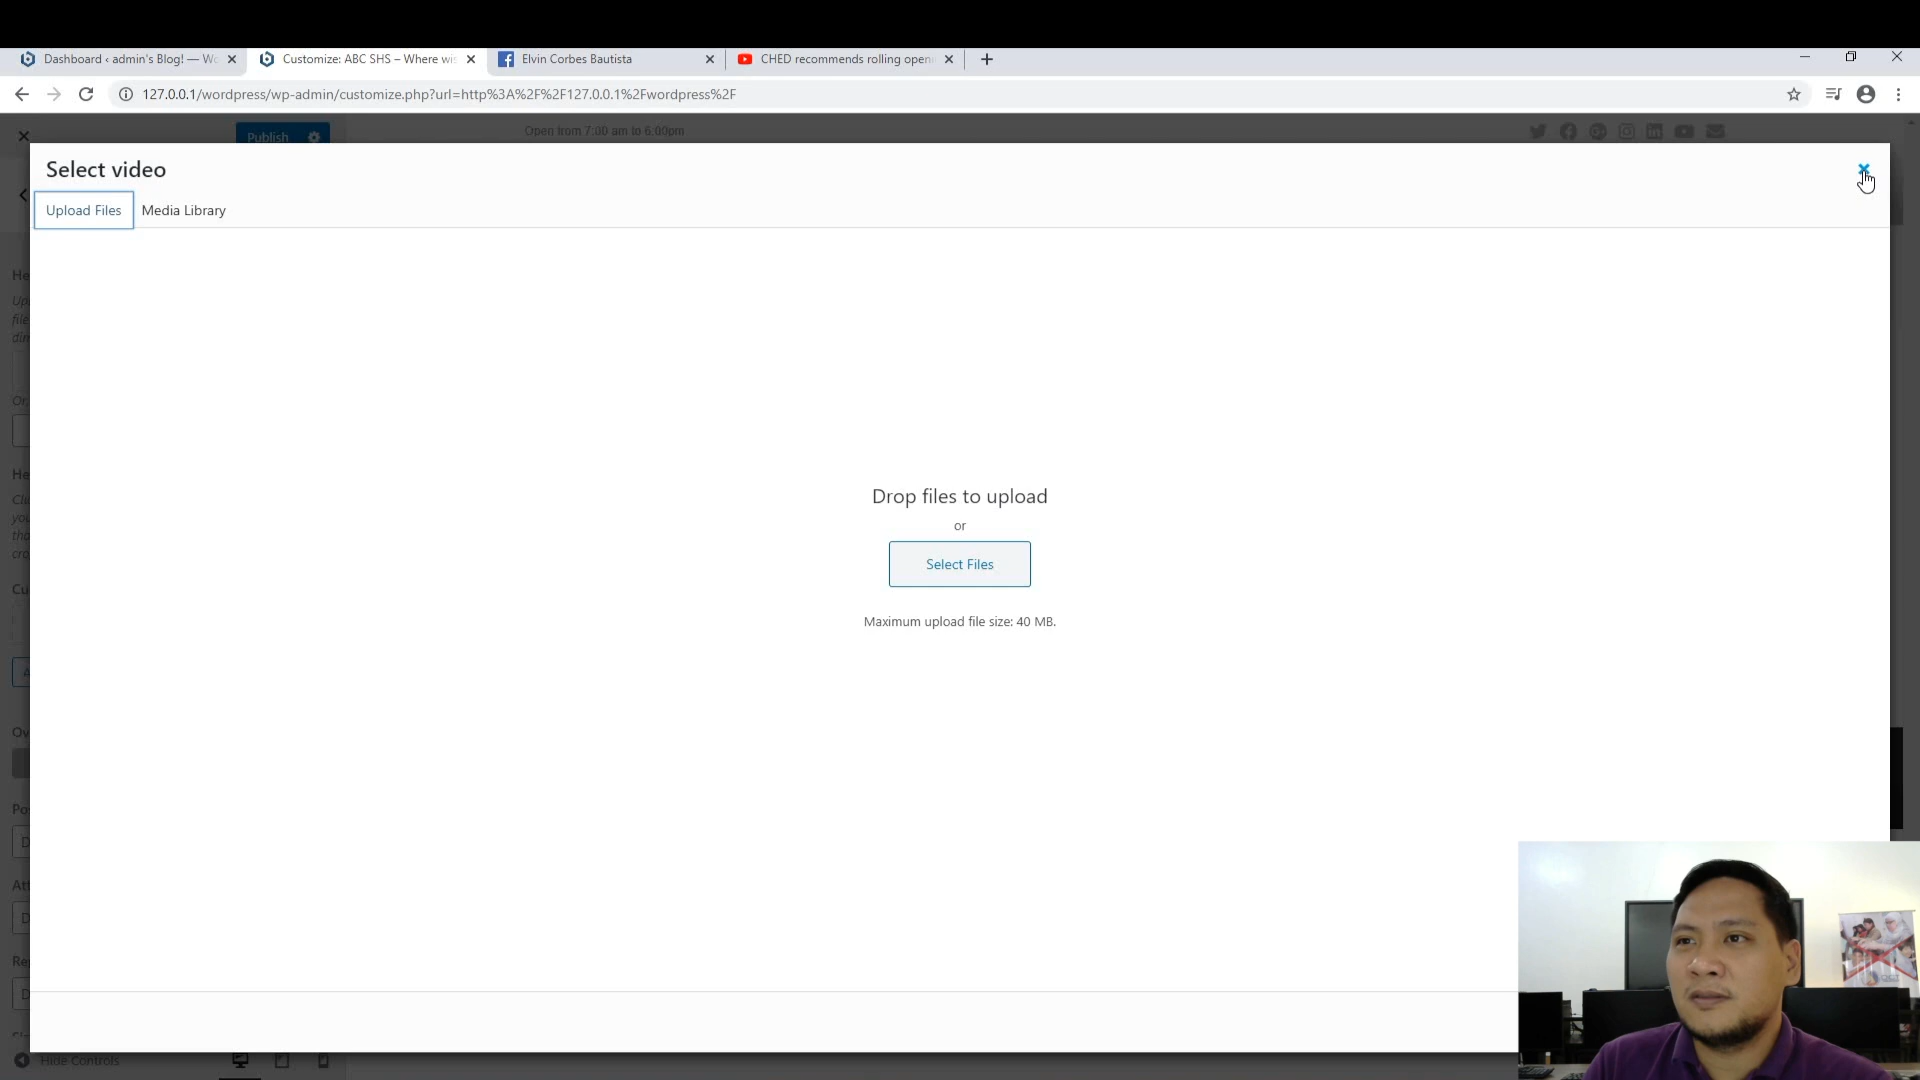 Dashboard ‹ admin's Blog! — Wo
Customize: ABC SHS – Where wis
Elvin Corbes Bautista
CHED recommends rolling open
127.0.0.1/wordpress/wp-admin/customize.php?url=http%3A%2F%2F127.0.0.1%2Fwordpress%2F
Publish
Open from 7:00 am to 6:00pm
Select video
Upload Files
Media Library
Drop files to upload
or
Select Files
Maximum upload file size: 40 MB.
Hide Controls